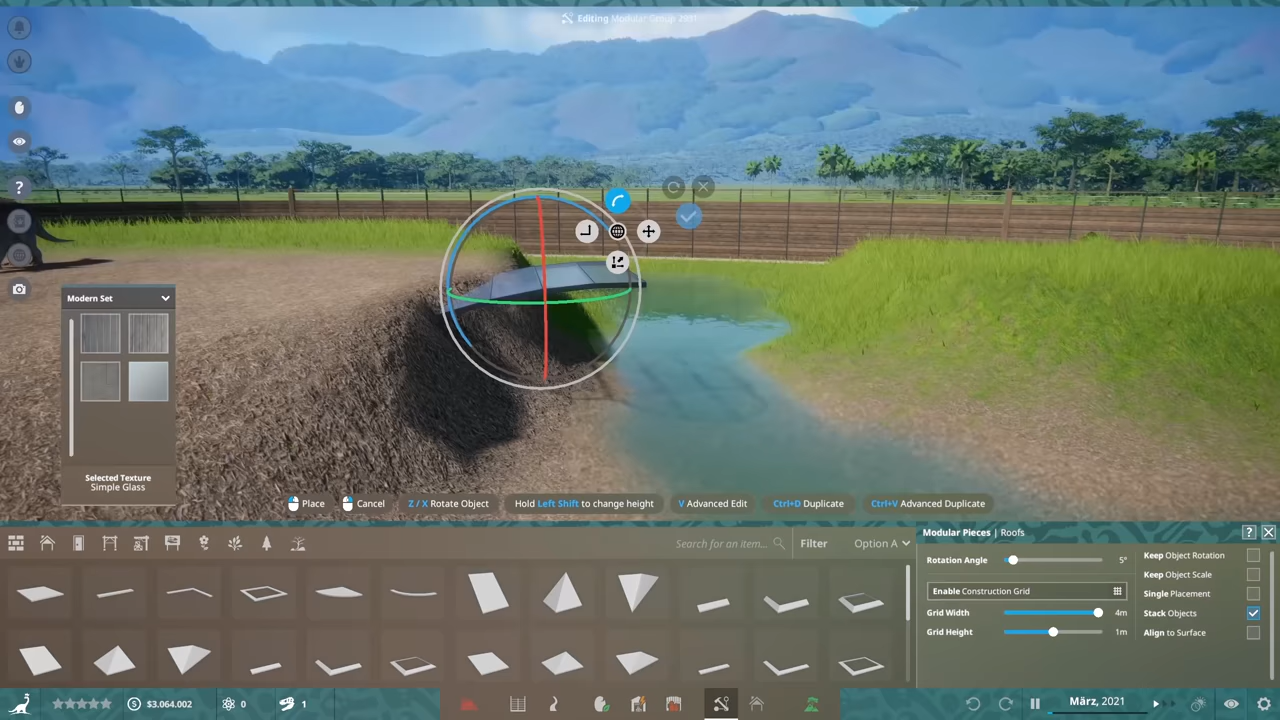 Editing Modular Group 2931
?
Modern Set
Selected Texture
Simple Glass
Place
Cancel
Z / X Rotate Object
Hold Left Shift to change height
V Advanced Edit
Ctrl+D Duplicate
Ctrl+V Advanced Duplicate
Search for an item...
Filter
Option A
Modular Pieces | Roofs
?
Rotation Angle
5°
Enable Construction Grid
Grid Width
4m
Grid Height
1m
Keep Object Rotation
Keep Object Scale
Single Placement
Stack Objects
Align to Surface
$3.064.002
0
1
März, 2021